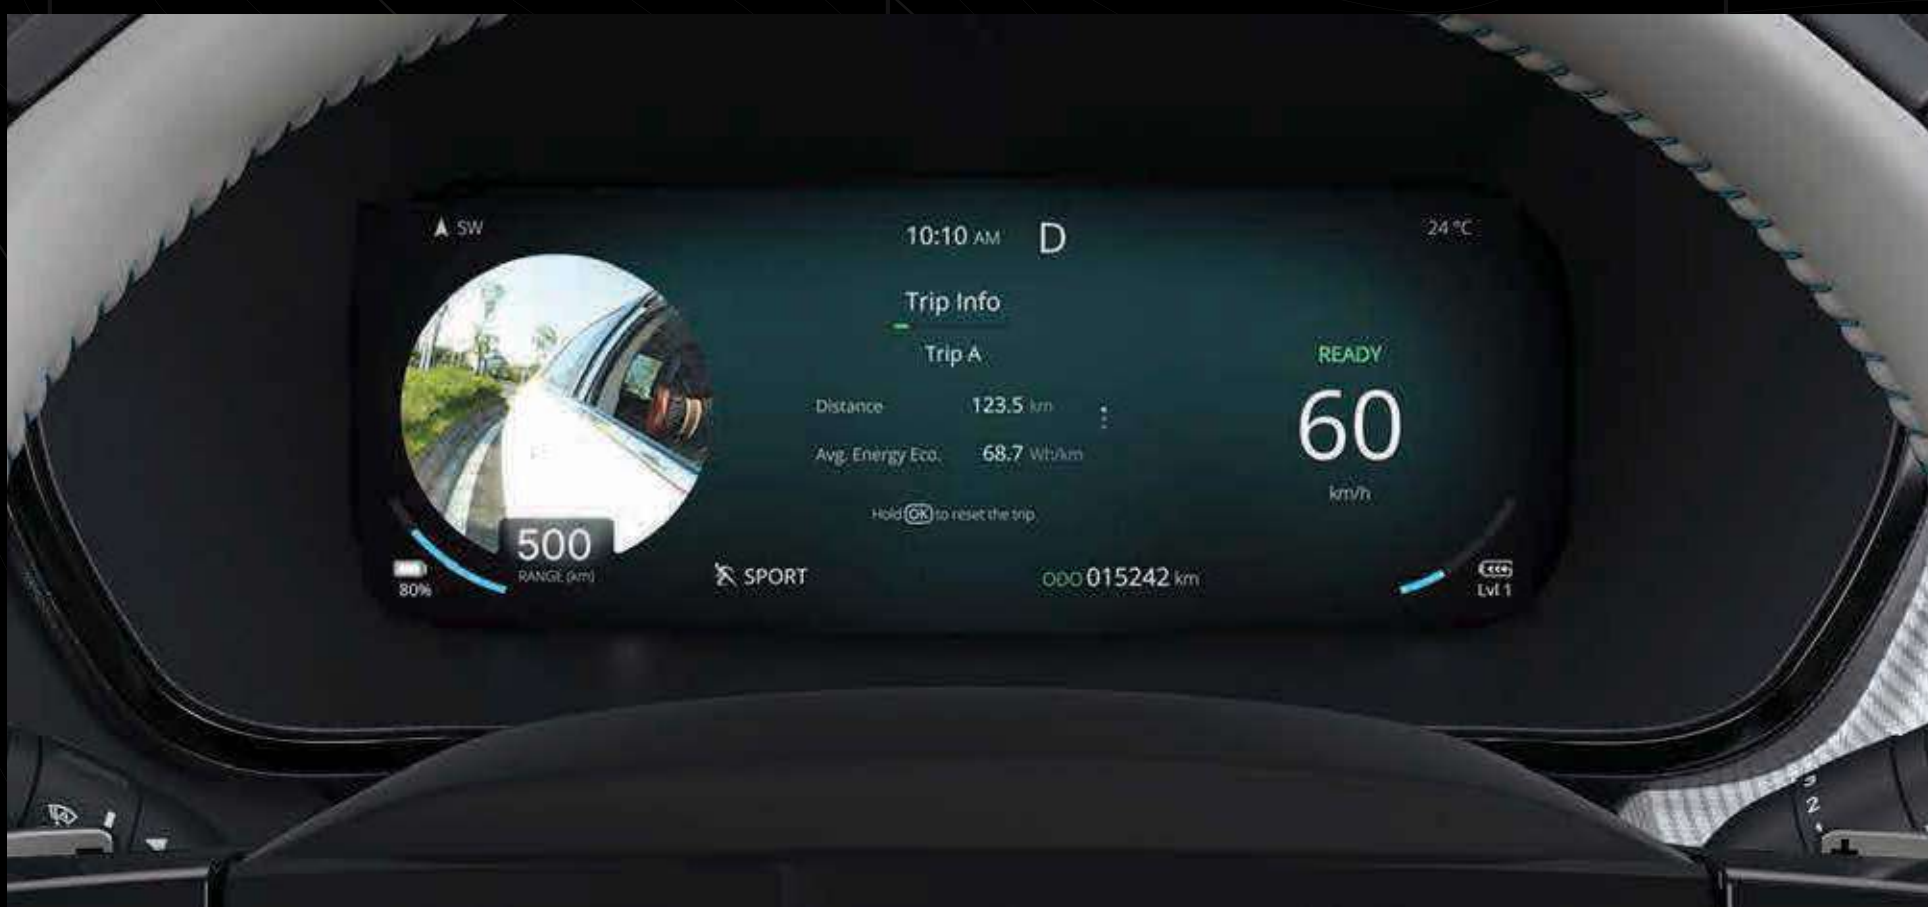 SW
10:10 AM D
24 °C
Trip Info
Trip A
Distance 123.5 km
Avg. Energy Eco. 68.7 Wh/km
Hold OK to reset the trip
READY
60
km/h
500
RANGE (km)
80%
SPORT
ODO 015242 km
Lvl 1
3
2